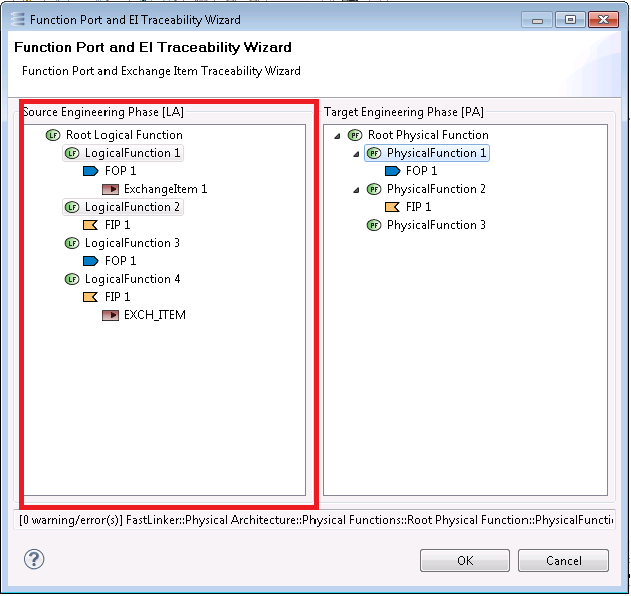 Function Port and EI Traceability Wizard
Function Port and EI Traceability Wizard
Function Port and Exchange Item Traceability Wizard
Source Engineering Phase [LA]
LF Root Logical Function
LF LogicalFunction 1
FOP 1
ExchangeItem 1
LF LogicalFunction 2
FIP 1
LF LogicalFunction 3
FOP 1
LF LogicalFunction 4
FIP 1
EXCH_ITEM
Target Engineering Phase [PA]
PF Root Physical Function
PF PhysicalFunction 1
FOP 1
PF PhysicalFunction 2
FIP 1
PF PhysicalFunction 3
[0 warning/error(s)] FastLinker::Physical Architecture::Physical Functions::Root Physical Function::PhysicalFuncti
?
OK Cancel